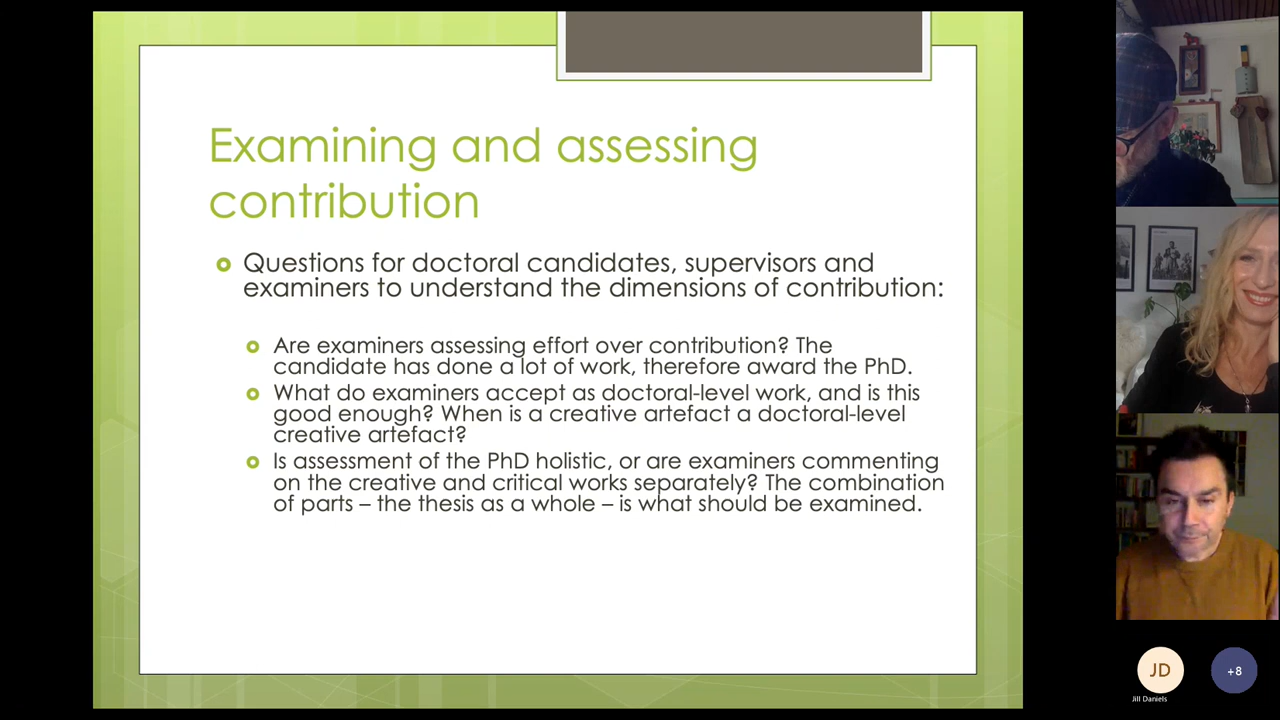 Examining and assessing
contribution
Questions for doctoral candidates, supervisors and
examiners to understand the dimensions of contribution:
Are examiners assessing effort over contribution? The
candidate has done a lot of work, therefore award the PhD.
What do examiners accept as doctoral-level work, and is this
good enough? When is a creative artefact a doctoral-level
creative artefact?
Is assessment of the PhD holistic, or are examiners commenting
on the creative and critical works separately? The combination
of parts – the thesis as a whole – is what should be examined.
JD
+8
Jill Daniels